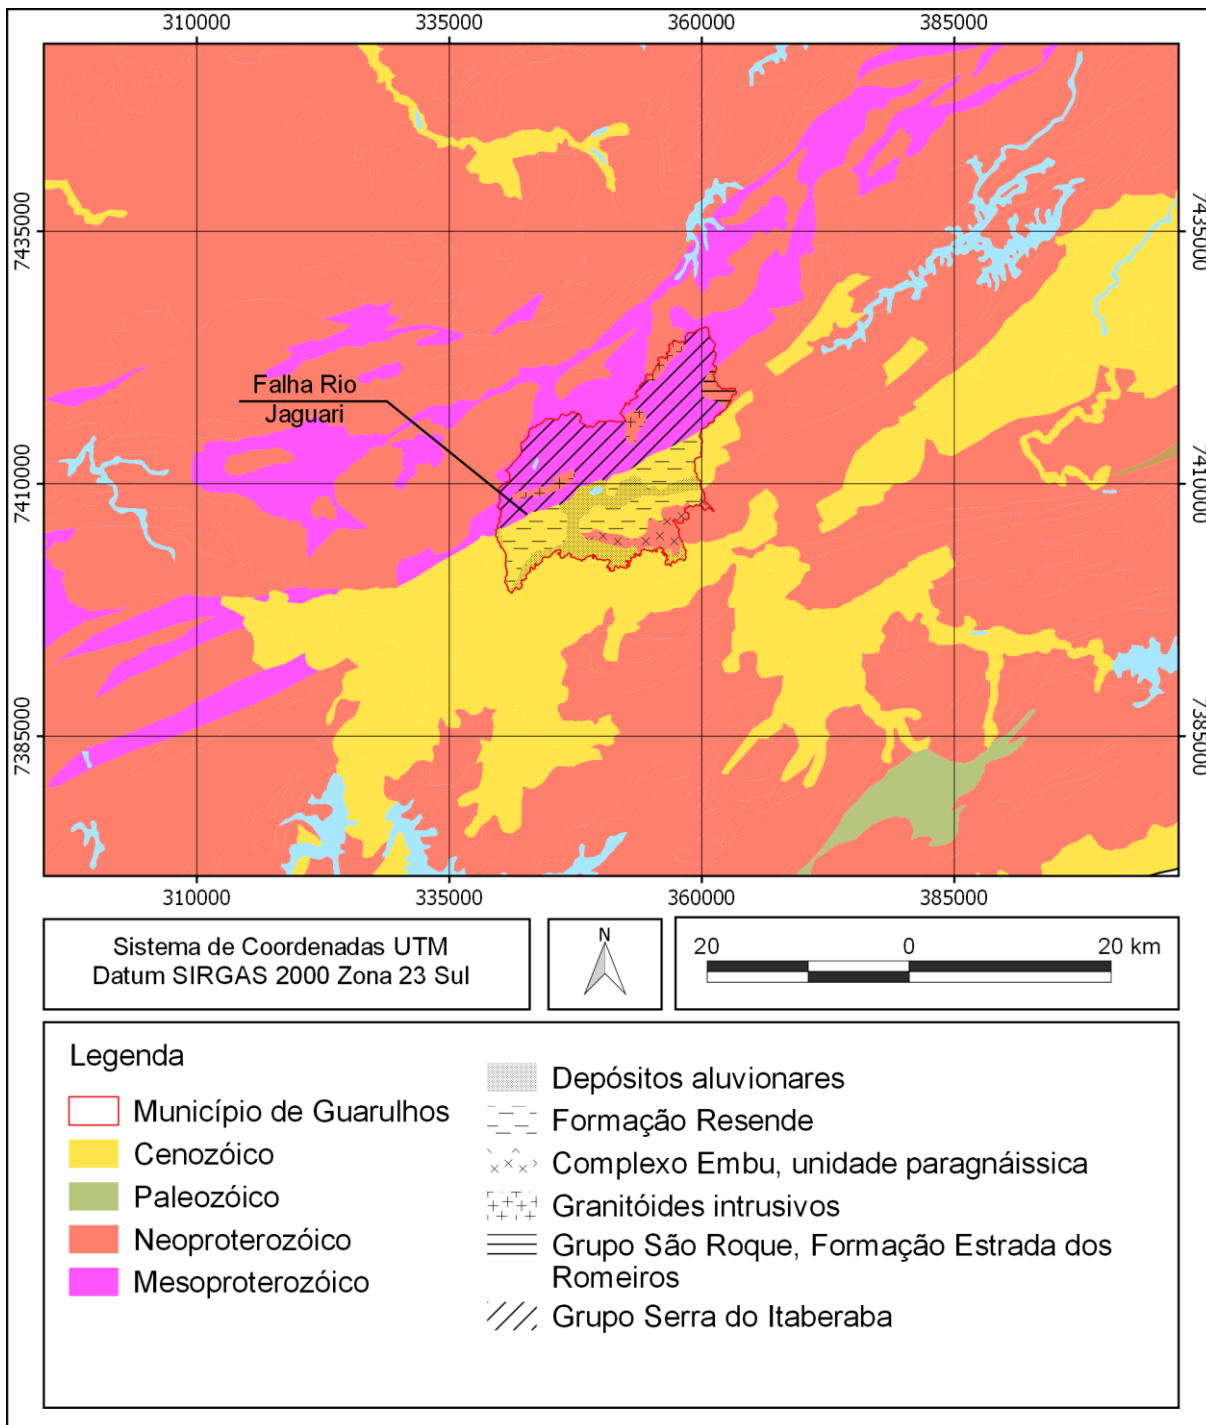 310000 335000 360000 385000
7435000 7435000
Falha Rio
Jaguari
7410000 7410000
7385000 7385000
310000 335000 360000 385000
Sistema de Coordenadas UTM
Datum SIRGAS 2000 Zona 23 Sul
N
20 0 20 km
Legenda
Município de Guarulhos
Cenozóico
Paleozóico
Neoproterozóico
Mesoproterozóico
Depósitos aluvionares
Formação Resende
Complexo Embu, unidade paragnáissica
Granitóides intrusivos
Grupo São Roque, Formação Estrada dos
Romeiros
Grupo Serra do Itaberaba